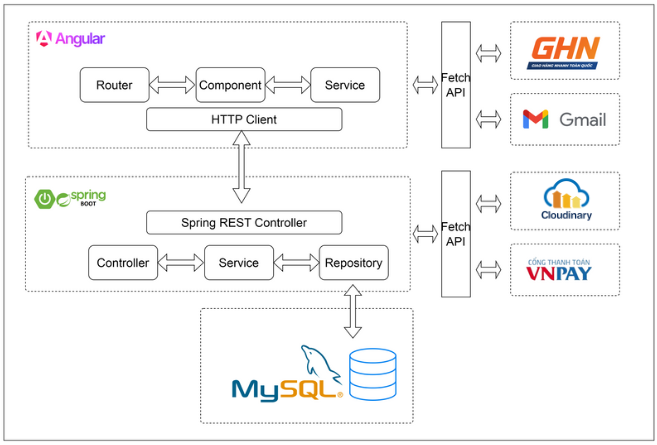 Angular
Router
Component
Service
HTTP Client
Fetch
API
GHN
GIAO HÀNG NHANH TOÀN QUỐC
Gmail
spring
BOOT
Spring REST Controller
Controller
Service
Repository
Fetch
API
Cloudinary
CỔNG THANH TOÁN
VNPAY
MySQL®